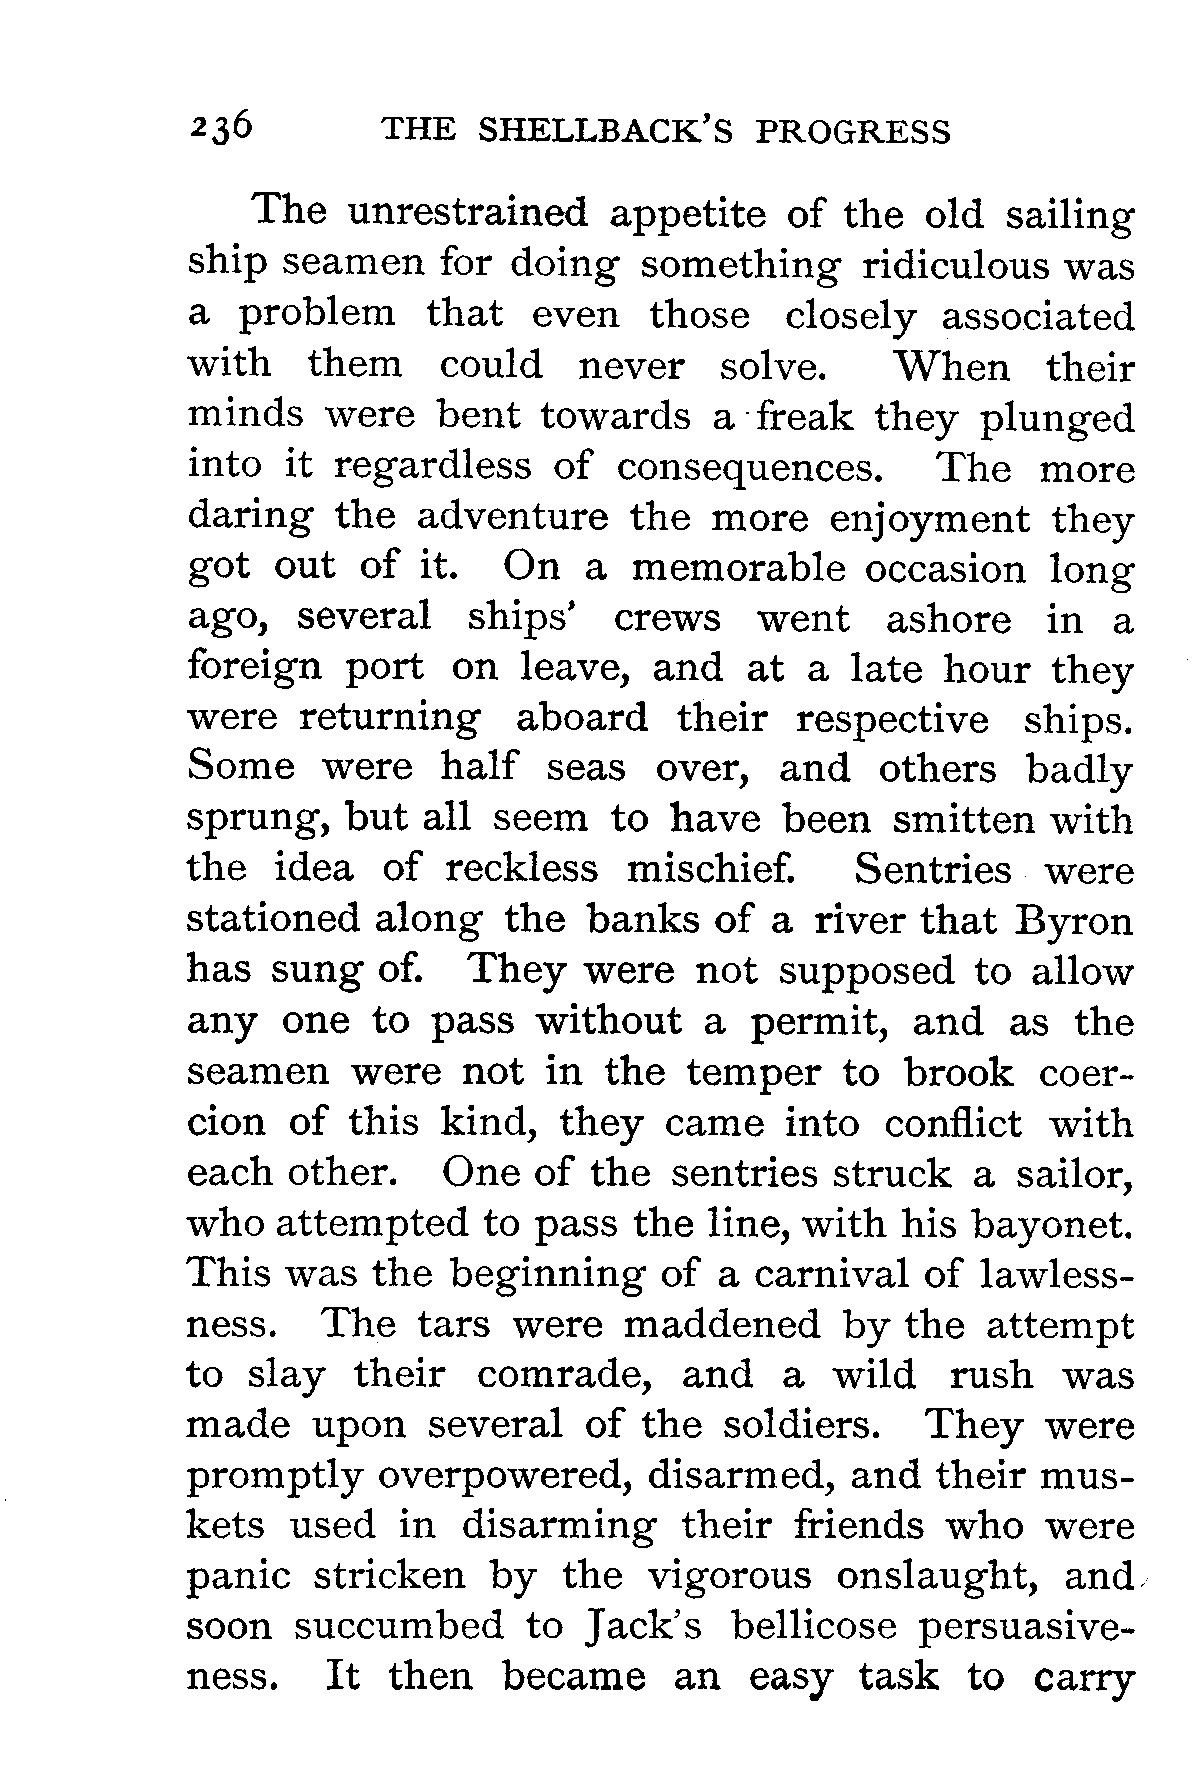 236 THE SHELLBACK'S PROGRESS
The unrestrained appetite of the old sailing
ship seamen for doing something ridiculous was
a problem that even those closely associated
with them could never solve. When their
minds were bent towards a freak they plunged
into it regardless of consequences. The more
daring the adventure the more enjoyment they
got out of it. On a memorable occasion long
ago, several ships' crews went ashore in a
foreign port on leave, and at a late hour they
were returning aboard their respective ships.
Some were half seas over, and others badly
sprung, but all seem to have been smitten with
the idea of reckless mischief. Sentries were
stationed along the banks of a river that Byron
has sung of. They were not supposed to allow
any one to pass without a permit, and as the
seamen were not in the temper to brook coer-
cion of this kind, they came into conflict with
each other. One of the sentries struck a sailor,
who attempted to pass the line, with his bayonet.
This was the beginning of a carnival of lawless-
ness. The tars were maddened by the attempt
to slay their comrade, and a wild rush was
made upon several of the soldiers. They were
promptly overpowered, disarmed, and their mus-
kets used in disarming their friends who were
panic stricken by the vigorous onslaught, and
soon succumbed to Jack's bellicose persuasive-
ness. It then became an easy task to carry